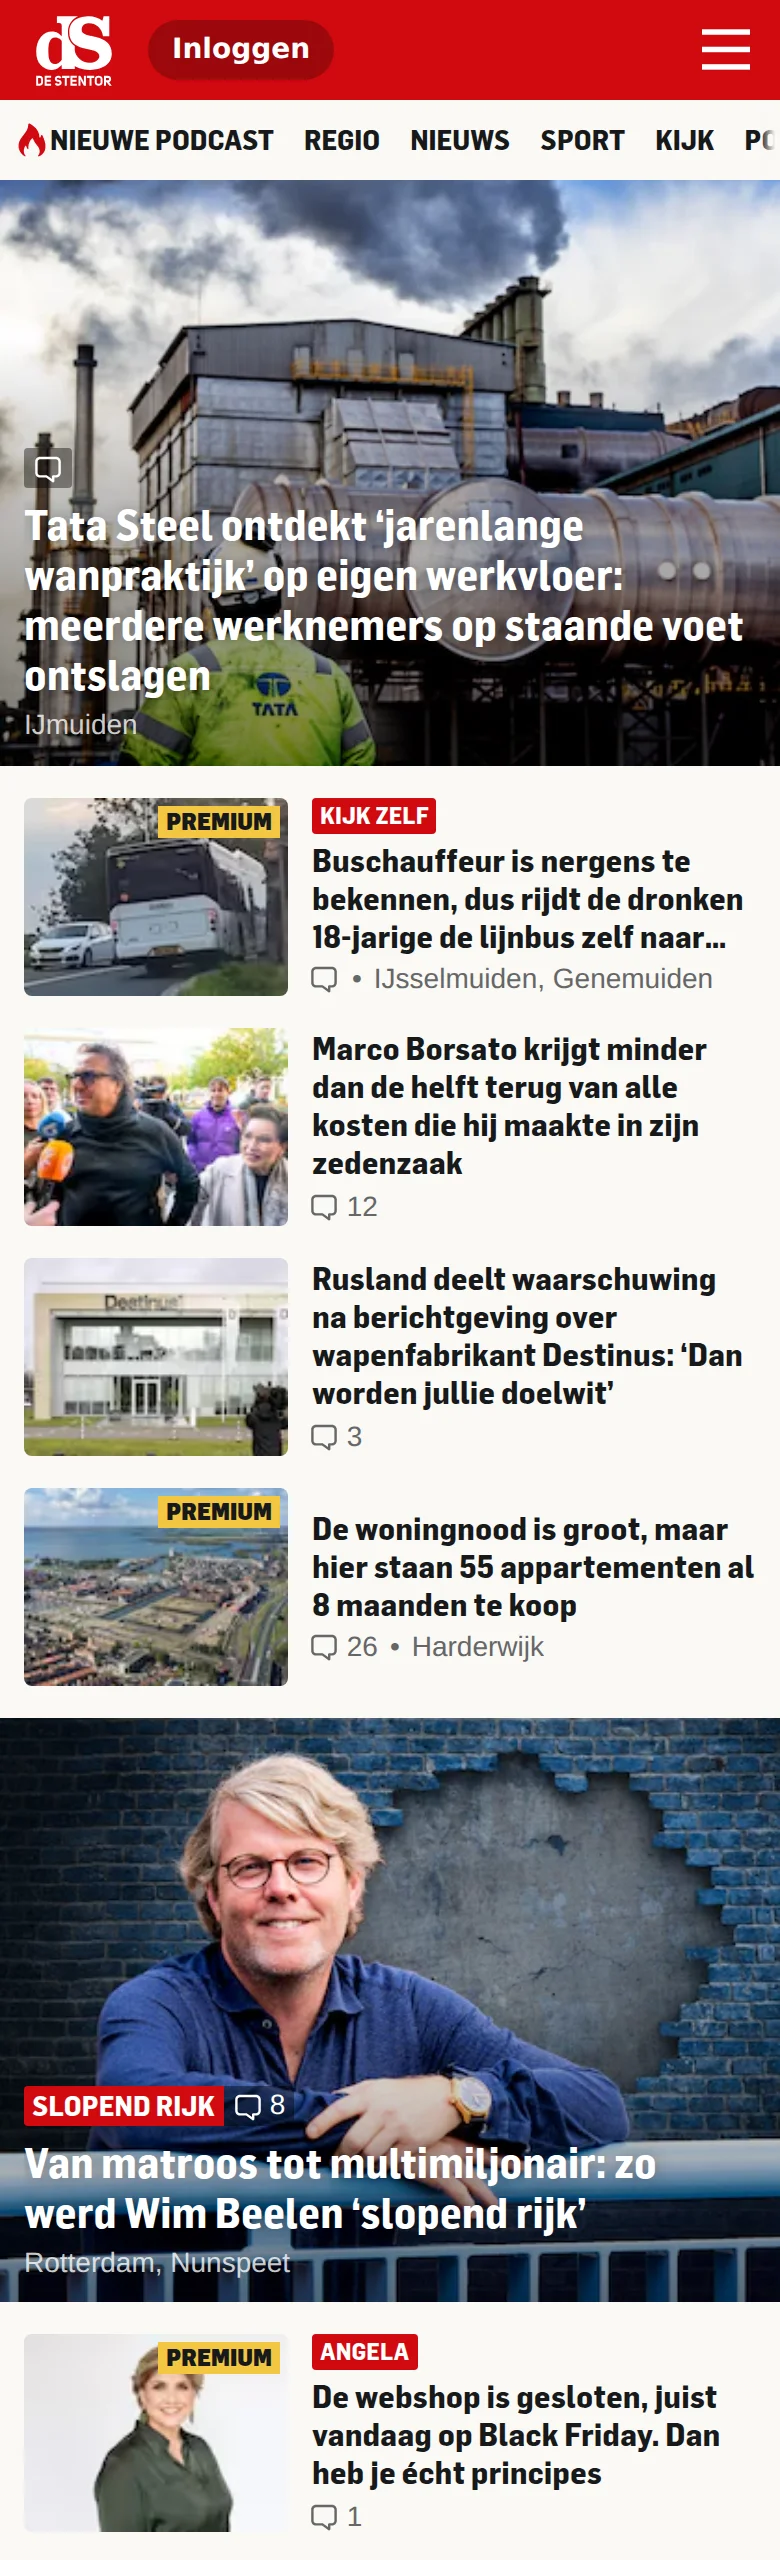 dS
DE STENTOR
Inloggen
NIEUWE PODCAST REGIO NIEUWS SPORT KIJK
Tata Steel ontdekt ‘jarenlange
wanpraktijk’ op eigen werkvloer:
meerdere werknemers op staande voet
ontslagen
TATA
IJmuiden
PREMIUM
KIJK ZELF
Buschauffeur is nergens te
bekennen, dus rijdt de dronken
18-jarige de lijnbus zelf naar...
• IJsselmuiden, Genemuiden
Marco Borsato krijgt minder
dan de helft terug van alle
kosten die hij maakte in zijn
zedenzaak
12
Destinus
Rusland deelt waarschuwing
na berichtgeving over
wapenfabrikant Destinus: ‘Dan
worden jullie doelwit’
3
PREMIUM
De woningnood is groot, maar
hier staan 55 appartementen al
8 maanden te koop
26 • Harderwijk
SLOPEND RIJK 8
Van matroos tot multimiljonair: zo
werd Wim Beelen ‘slopend rijk’
Rotterdam, Nunspeet
PREMIUM
ANGELA
De webshop is gesloten, juist
vandaag op Black Friday. Dan
heb je écht principes
1